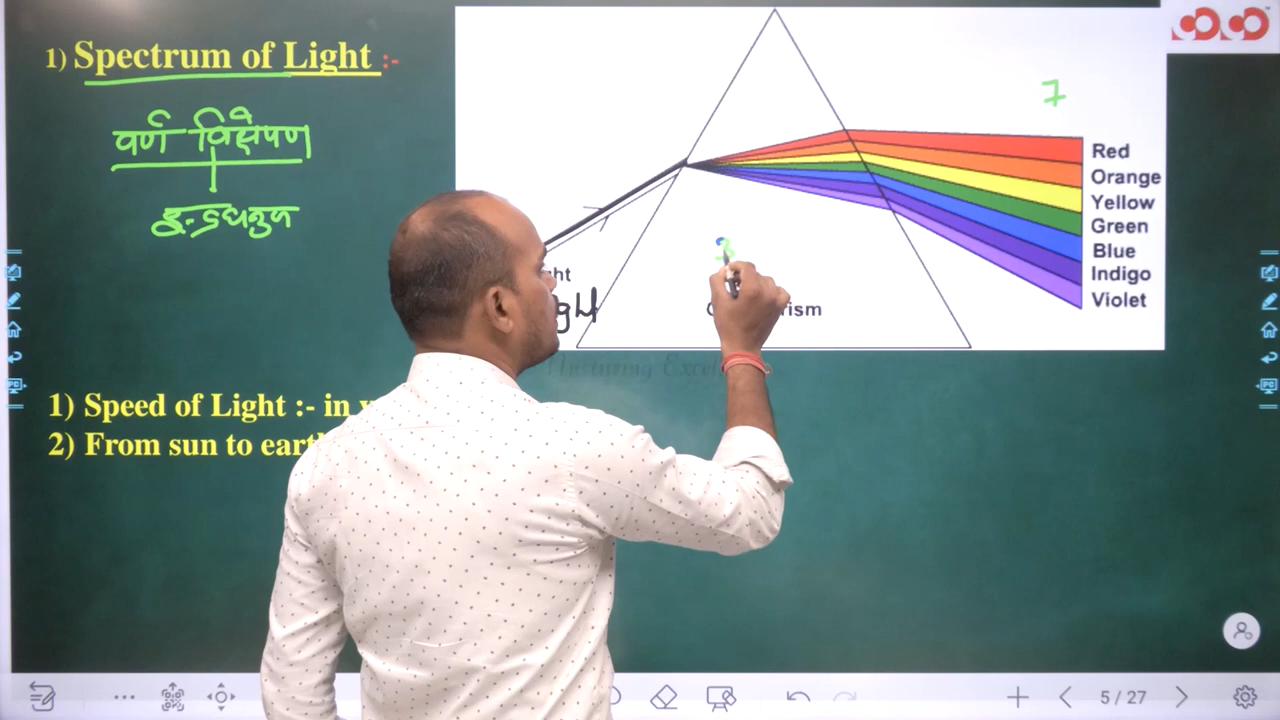 1) Spectrum of Light :-
वर्ण विक्षेपण
इन्द्रधनुष
7
Red
Orange
Yellow
Green
Blue
Indigo
Violet
1) Speed of Light :- in
2) From sun to earth
5 / 27